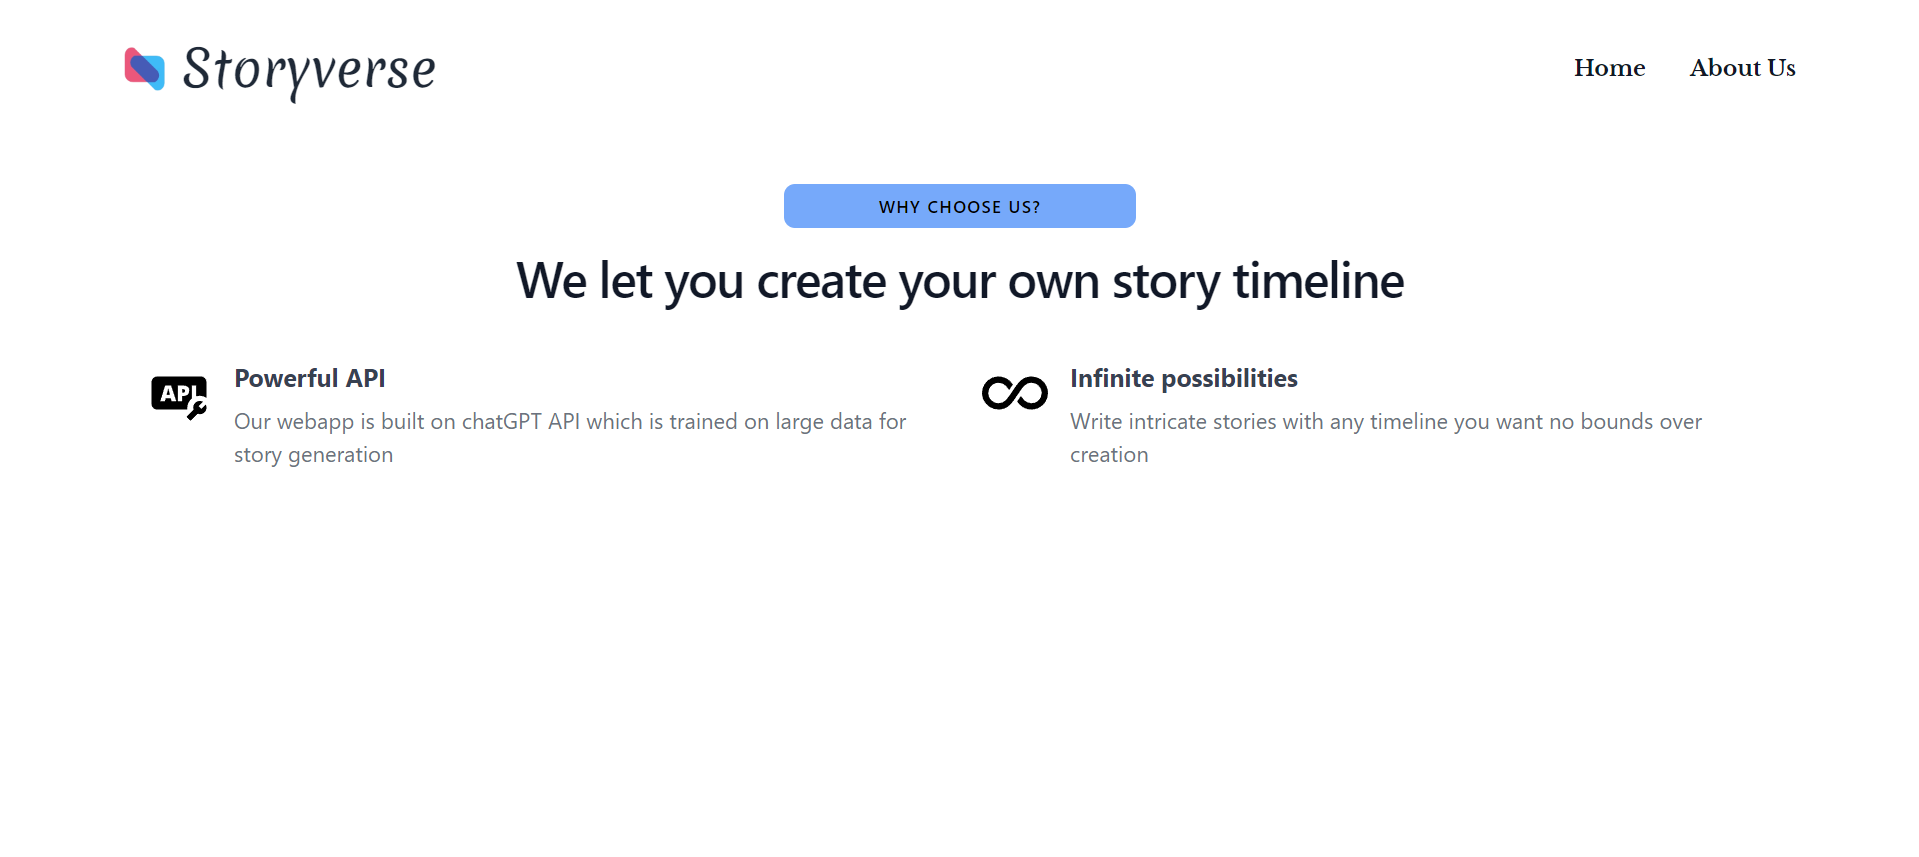 Storyverse
Home
About Us
WHY CHOOSE US?
We let you create your own story timeline
API
Powerful API
Our webapp is built on chatGPT API which is trained on large data for
story generation
Infinite possibilities
Write intricate stories with any timeline you want no bounds over
creation